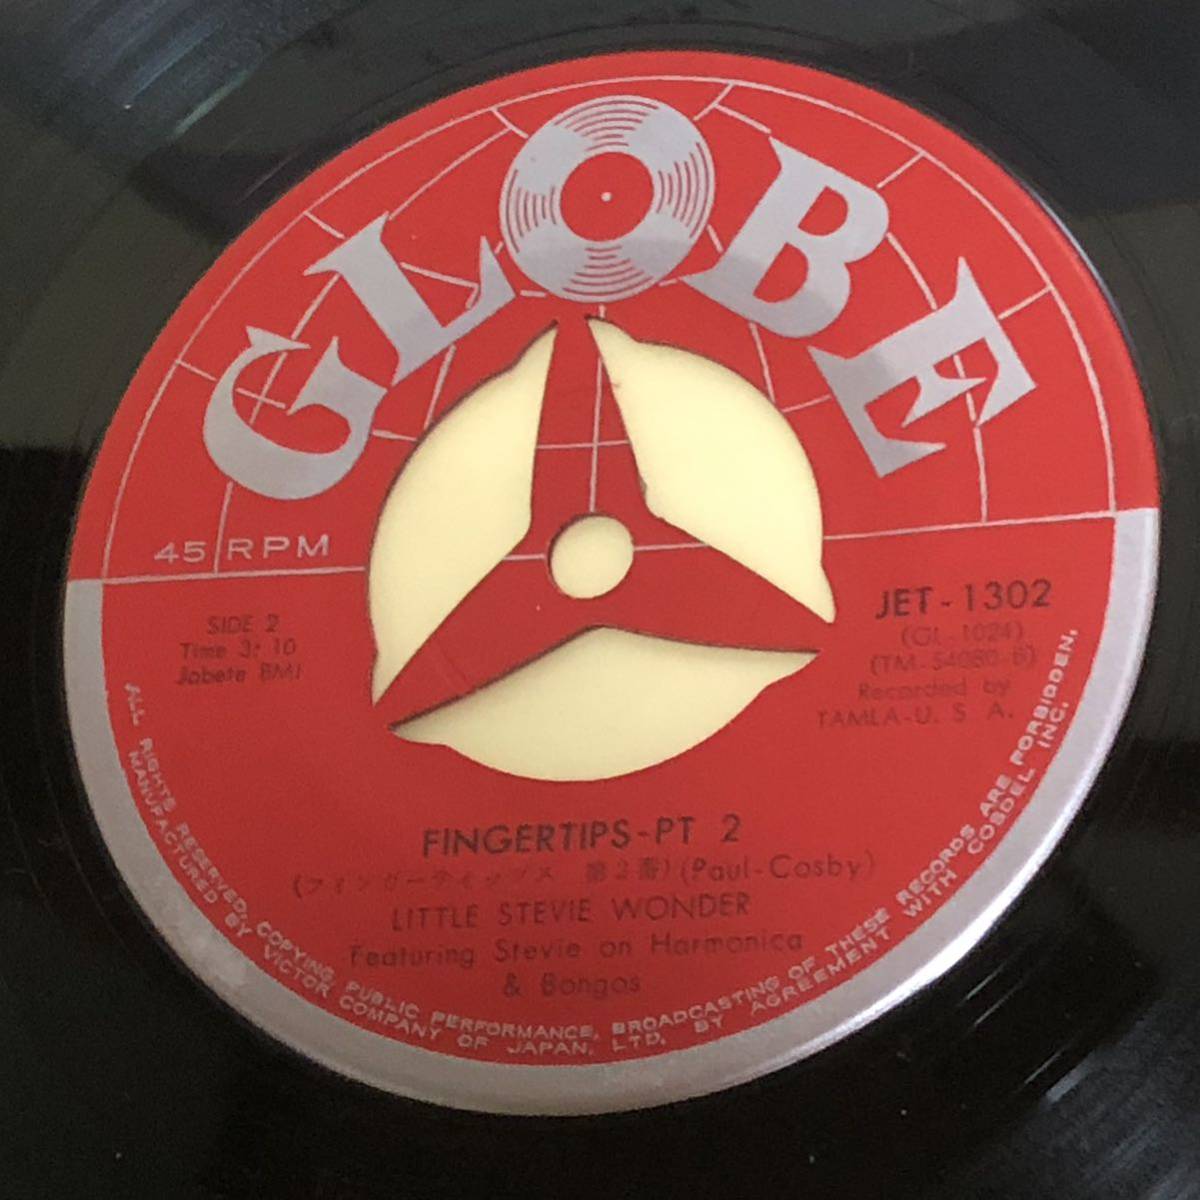 GLOBE
45 RPM
SIDE 2
Time 3: 10
Jobete BMI
JET-1302
(GL-1024)
(TM-54080-B)
Recorded by
TAMLA-U. S A.
FINGERTIPS-PT 2
(フィンガーティップス 第2番) (Paul-Cosby)
LITTLE STEVIE WONDER
Featuring Stevie on Harmonica
& Bongos
ALL RIGHTS RESERVED, COPYING, PUBLIC PERFORMANCE, BROADCASTING OF THESE RECORDS ARE FORBIDDEN,
MANUFACTURED BY VICTOR COMPANY OF JAPAN, LTD, BY AGREEMENT WITH COSDEL INC.